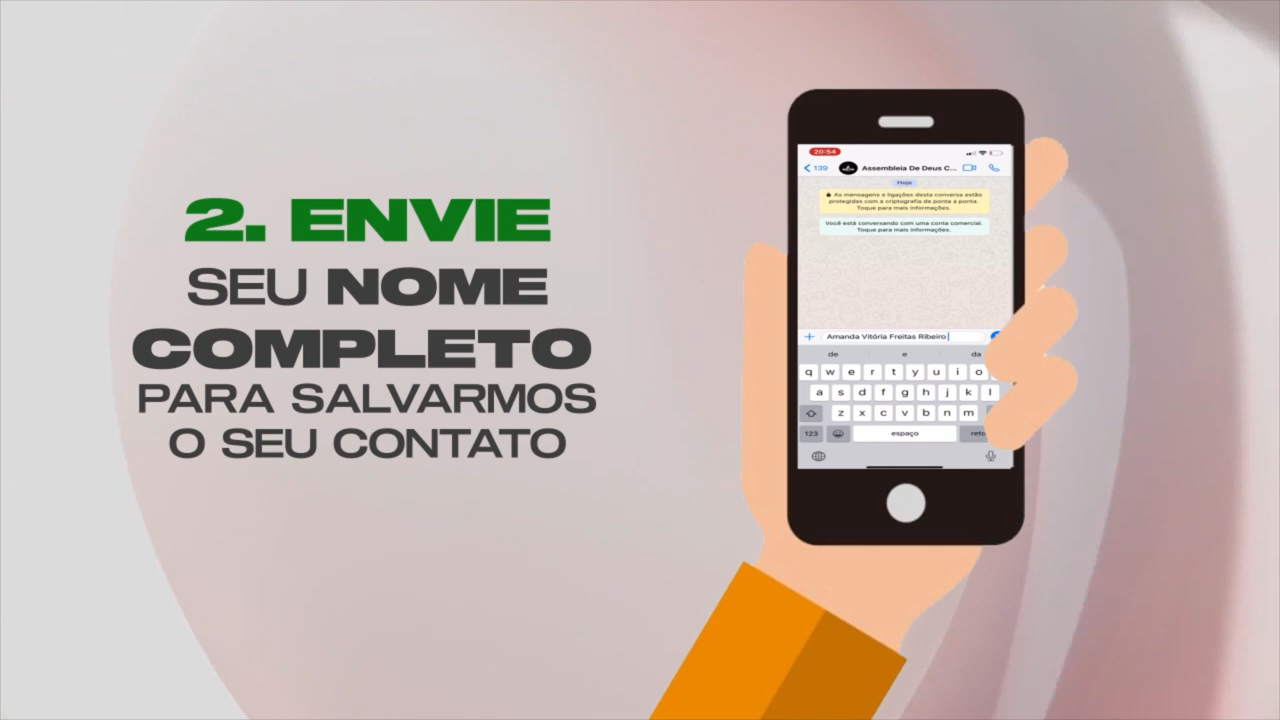 2. ENVIE
SEU NOME
COMPLETO
PARA SALVARMOS
O SEU CONTATO
20:54
139
Assembleia De Deus C...
Hoje
As mensagens e ligações desta conversa estão
protegidas com a criptografia de ponta a ponta.
Toque para mais informações.
Você está conversando com uma conta comercial.
Toque para mais informações.
Amanda Vitória Freitas Ribeiro
de e da
q w e r t y u i o
a s d f g h j k l
z x c v b n m
123 espaço reto